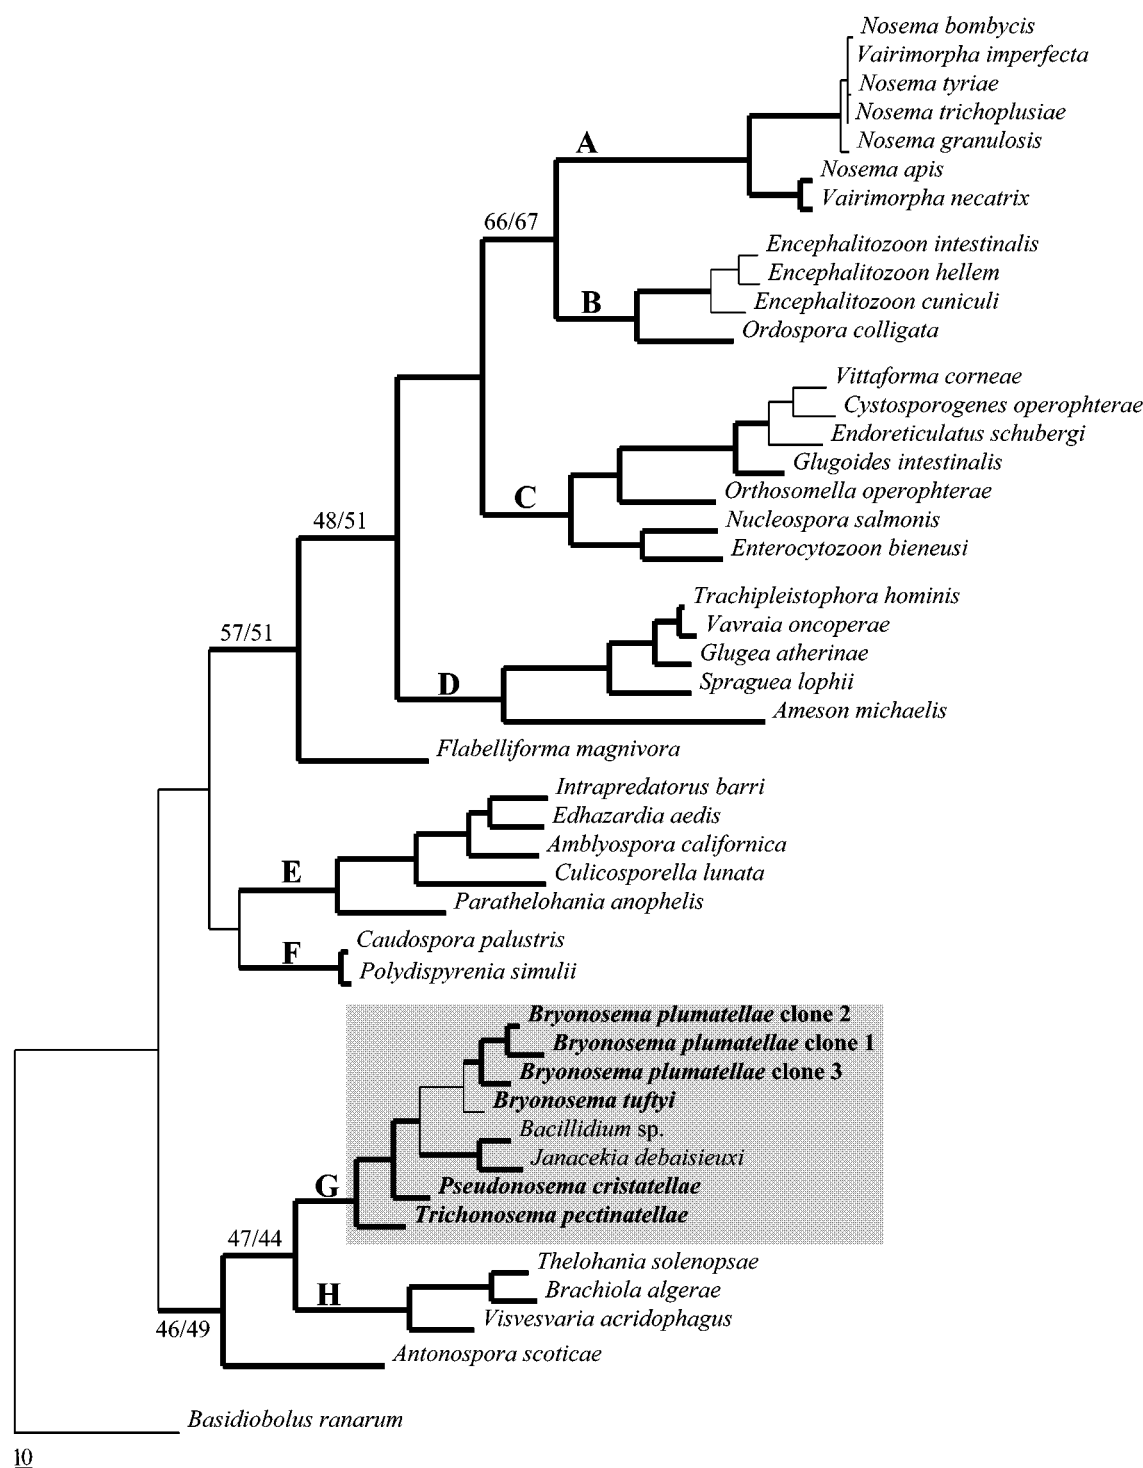 Nosema bombycis
Vairimorpha imperfecta
Nosema tyriae
Nosema trichoplusiae
Nosema granulosis
A
Nosema apis
Vairimorpha necatrix
66/67
Encephalitozoon intestinalis
Encephalitozoon hellem
Encephalitozoon cuniculi
B
Ordospora colligata
Vittaforma corneae
Cystosporogenes operophterae
Endoreticulatus schubergi
Glugoides intestinalis
Orthosomella operophterae
C
Nucleospora salmonis
48/51
Enterocytozoon bieneusi
Trachipleistophora hominis
Vavraia oncoperae
57/51
Glugea atherinae
Spraguea lophii
D
Ameson michaelis
Flabelliforma magnivora
Intrapredatorus barri
Edhazardia aedis
Amblyospora californica
Culicosporella lunata
E
Parathelohania anophelis
Caudospora palustris
F
Polydispyrenia simulii
Bryonosema plumatellae clone 2
Bryonosema plumatellae clone 1
Bryonosema plumatellae clone 3
Bryonosema tuftyi
Bacillidium sp.
Janacekia debaisieuxi
G
Pseudonosema cristatellae
Trichonosema pectinatellae
47/44
Thelohania solenopsae
Brachiola algerae
H
Visvesvaria acridophagus
46/49
Antonospora scoticae
Basidiobolus ranarum
10